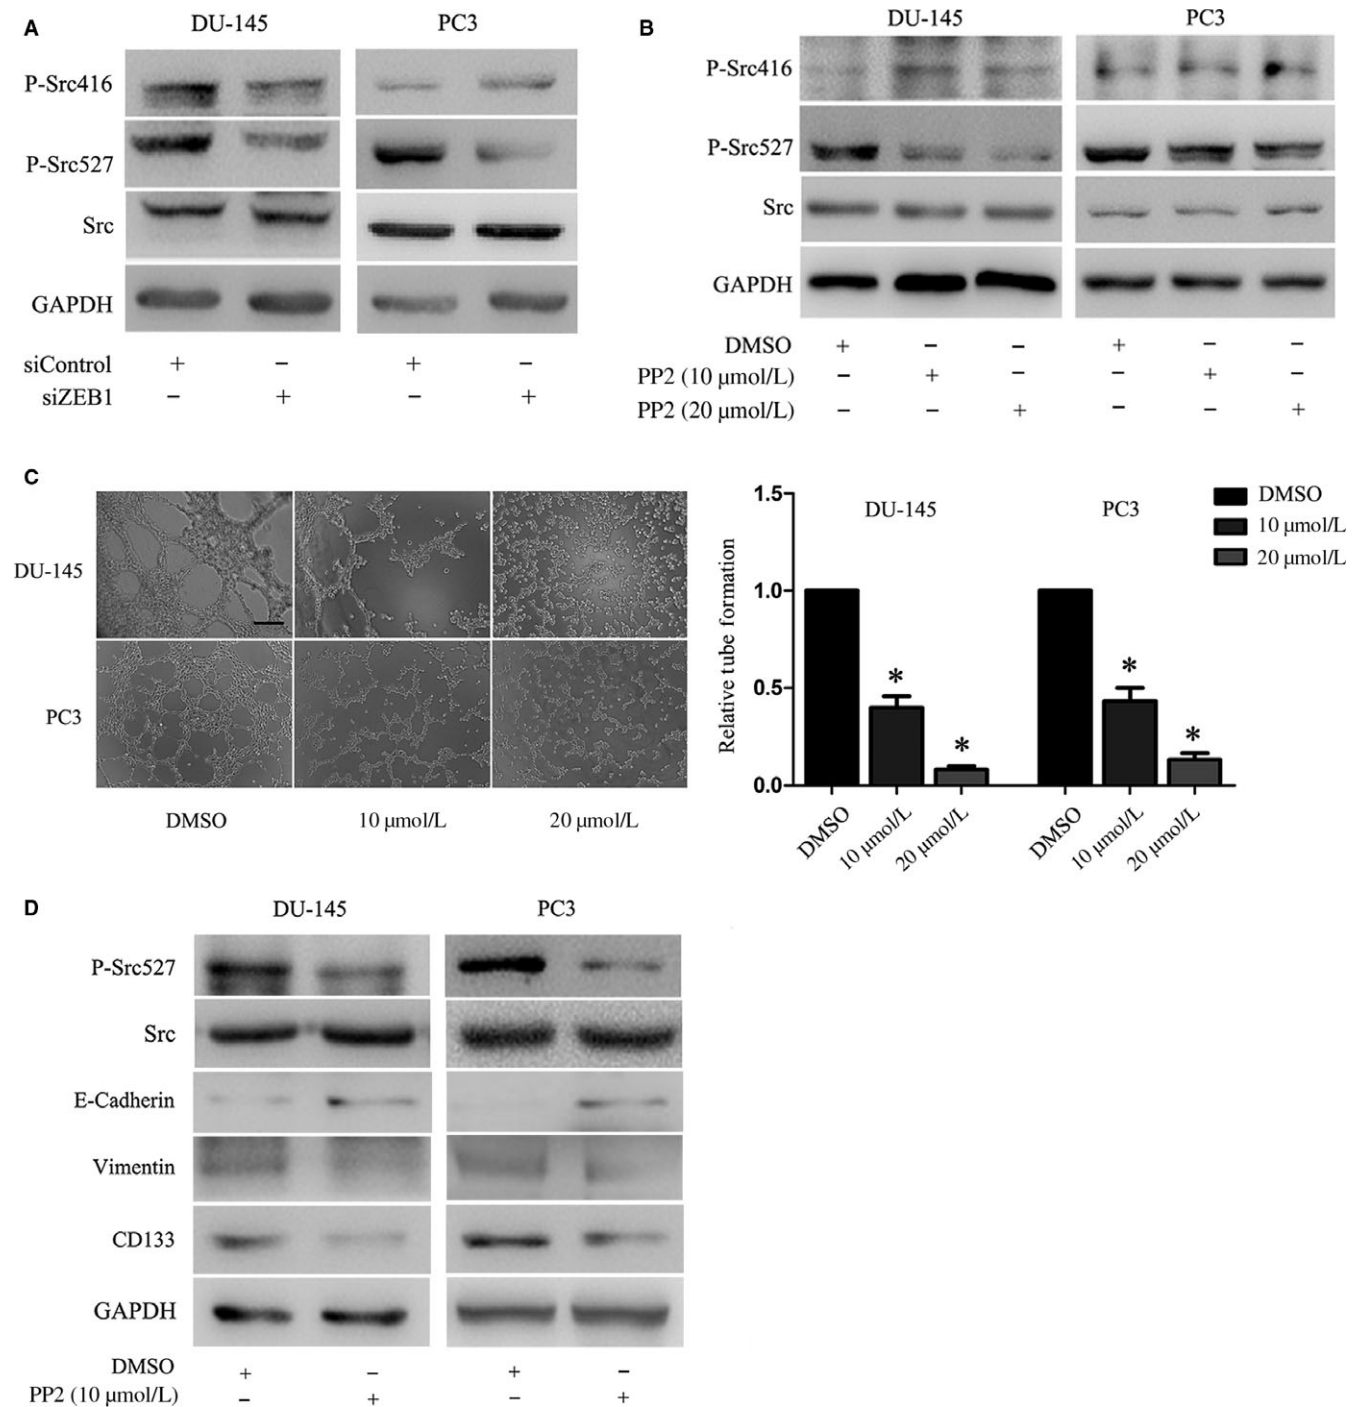 A
DU-145 PC3
P-Src416
P-Src527
Src
GAPDH
siControl + − + −
siZEB1 − + − +
B
DU-145 PC3
P-Src416
P-Src527
Src
GAPDH
DMSO + − − + − −
PP2 (10 μmol/L) − + − − + −
PP2 (20 μmol/L) − − + − − +
C
DU-145
PC3
DMSO 10 μmol/L 20 μmol/L
Relative tube formation
1.5
1.0
0.5
0.0
DU-145 PC3
* * * *
DMSO 10 μmol/L 20 μmol/L DMSO 10 μmol/L 20 μmol/L
DMSO
10 μmol/L
20 μmol/L
D
DU-145 PC3
P-Src527
Src
E-Cadherin
Vimentin
CD133
GAPDH
DMSO + − + −
PP2 (10 μmol/L) − + − +